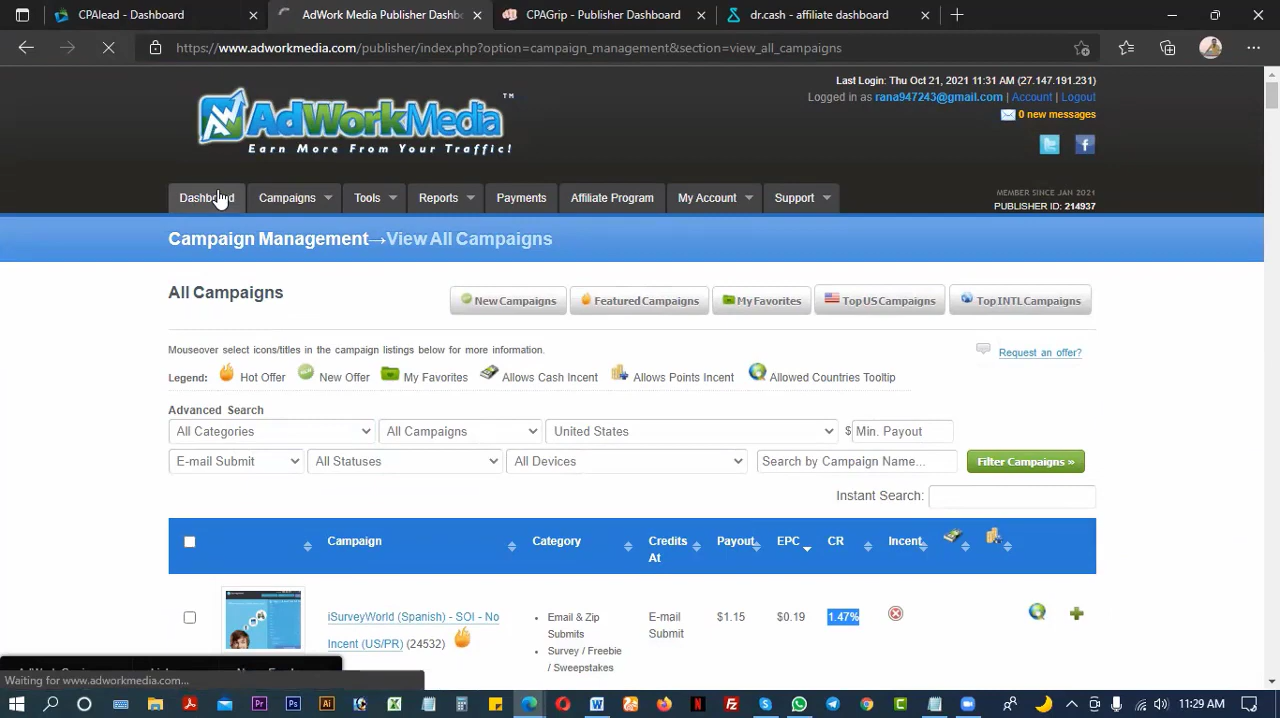 CPAlead - Dashboard
AdWork Media Publisher Dashb
CPAGrip - Publisher Dashboard
dr.cash - affiliate dashboard
https://www.adworkmedia.com/publisher/index.php?option=campaign_management&section=view_all_campaigns
Last Login: Thu Oct 21, 2021 11:31 AM (27.147.191.231)
Logged in as rana947243@gmail.com | Account | Logout
0 new messages
AdWorkMedia™
Earn More From Your Traffic!
Dashboard
Campaigns
Tools
Reports
Payments
Affiliate Program
My Account
Support
MEMBER SINCE JAN 2021
PUBLISHER ID: 214937
Campaign Management→View All Campaigns
All Campaigns
New Campaigns
Featured Campaigns
My Favorites
Top US Campaigns
Top INTL Campaigns
Mouseover select icons/titles in the campaign listings below for more information.
Request an offer?
Legend: Hot Offer New Offer My Favorites Allows Cash Incent Allows Points Incent Allowed Countries Tooltip
Advanced Search
All Categories
All Campaigns
United States
$ Min. Payout
E-mail Submit
All Statuses
All Devices
Search by Campaign Name...
Filter Campaigns »
Instant Search:
Campaign Category Credits At Payout EPC CR Incent
iSurveyWorld (Spanish) - SOI - No
Incent (US/PR) (24532)
Email & Zip
Submits
Survey / Freebie
/ Sweepstakes
E-mail
Submit
$1.15
$0.19
1.47%
Waiting for www.adworkmedia.com...
11:29 AM